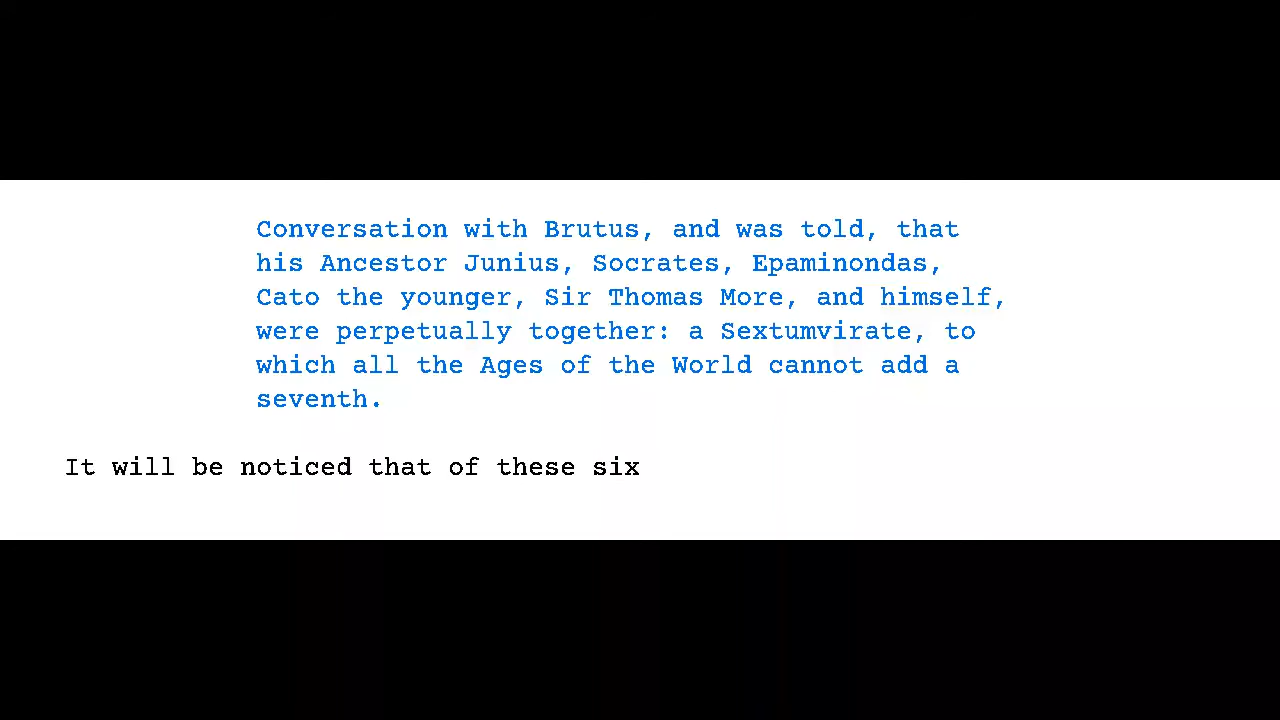 Conversation with Brutus, and was told, that
his Ancestor Junius, Socrates, Epaminondas,
Cato the younger, Sir Thomas More, and himself,
were perpetually together: a Sextumvirate, to
which all the Ages of the World cannot add a
seventh.
It will be noticed that of these six